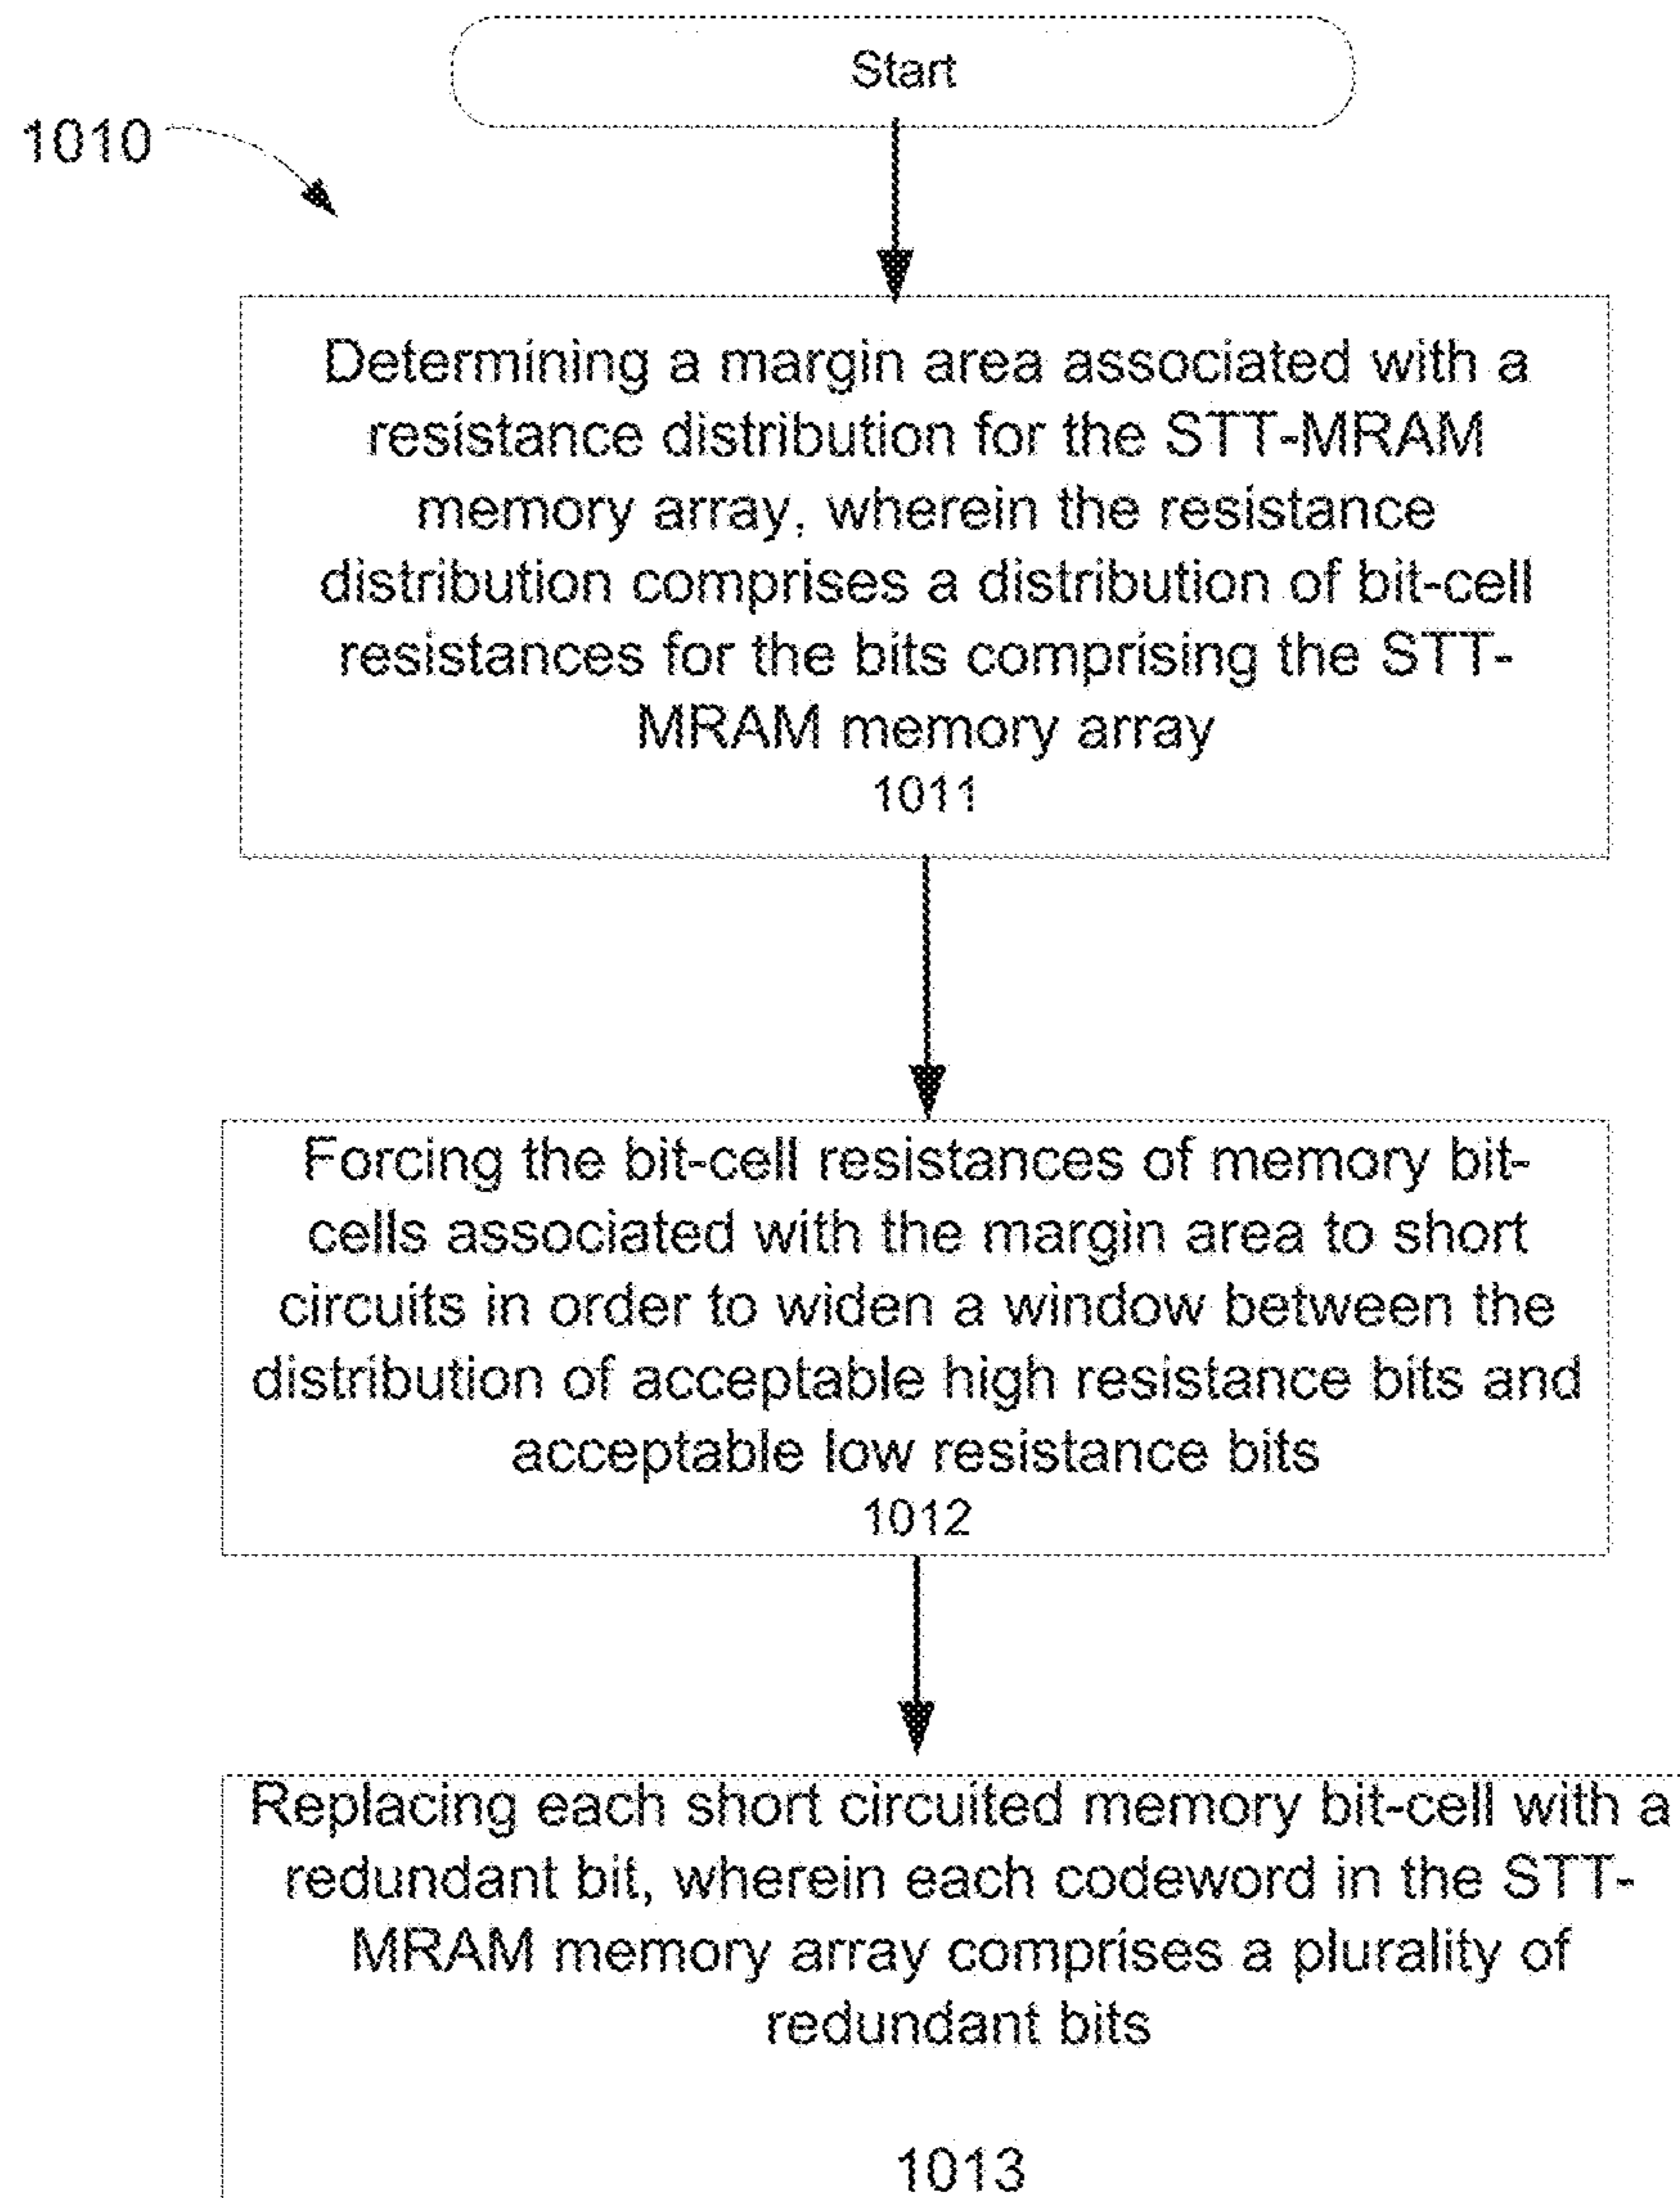 Start
1010
Determining a margin area associated with a
resistance distribution for the STT-MRAM
memory array, wherein the resistance
distribution comprises a distribution of bit-cell
resistances for the bits comprising the STT-
MRAM memory array
1011
Forcing the bit-cell resistances of memory bit-
cells associated with the margin area to short
circuits in order to widen a window between the
distribution of acceptable high resistance bits and
acceptable low resistance bits
1012
Replacing each short circuited memory bit-cell with a
redundant bit, wherein each codeword in the STT-
MRAM memory array comprises a plurality of
redundant bits
1013